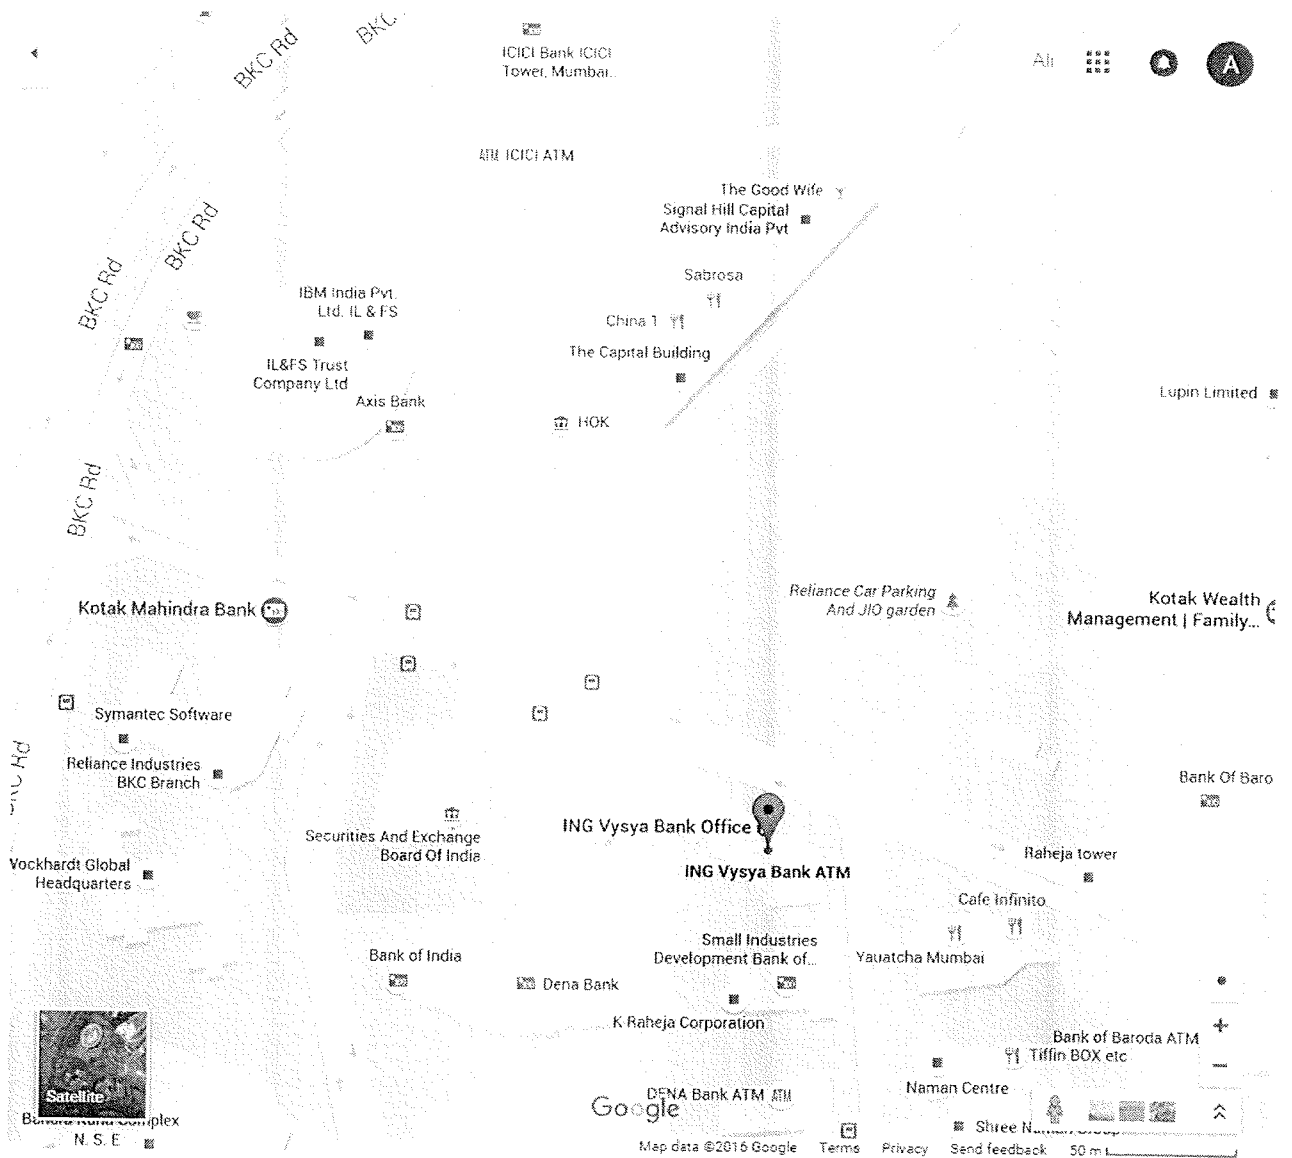 BKC Rd
BKC
ICICI Bank ICICI
Tower, Mumbai..
A
ICICI ATM
The Good Wife
Signal Hill Capital
Advisory India Pvt
BKC Rd
BKC Rd
Sabrosa
IBM India Pvt.
Ltd. IL & FS
China 1
The Capital Building
IL&FS Trust
Company Ltd
Axis Bank
Lupin Limited
HOK
BKC Rd
Reliance Car Parking
And JIO garden
Kotak Mahindra Bank
Kotak Wealth
Management | Family...
Symantec Software
Reliance Industries
BKC Branch
BKC Rd
Bank Of Baro
ING Vysya Bank Office
Securities And Exchange
Board Of India
ING Vysya Bank ATM
Raheja tower
Vockhardt Global
Headquarters
Cafe Infinito
Small Industries
Development Bank of...
Yauatcha Mumbai
Bank of India
Dena Bank
K Raheja Corporation
Bank of Baroda ATM
Tiffin BOX etc
Naman Centre
DENA Bank ATM ATM
Satellite
Google
Complex
N. S. E
Shree
Map data ©2016 Google
Terms
Privacy
Send feedback
50 m